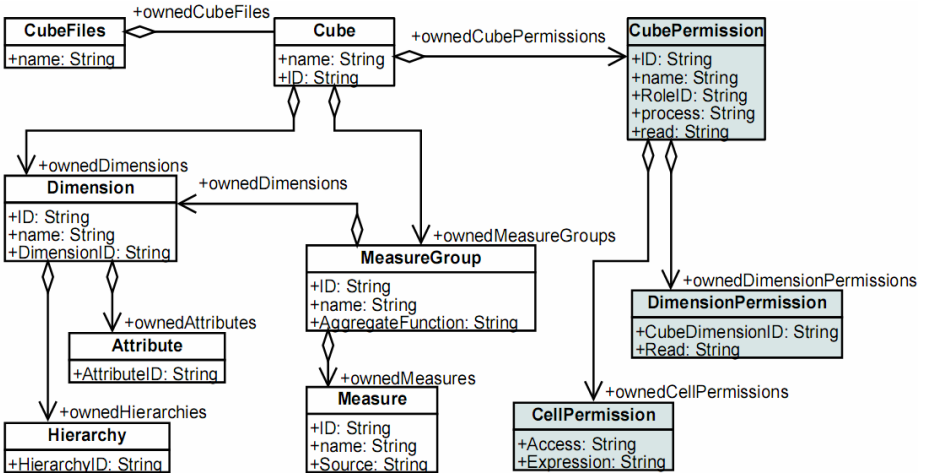 +ownedCubeFiles
CubeFiles
+name: String
Cube
+name: String
+ID: String
+ownedCubePermissions
CubePermission
+ID: String
+name: String
+RoleID: String
+process: String
+read: String
+ownedDimensions
Dimension
+ID: String
+name: String
+DimensionID: String
+ownedDimensions
+ownedMeasureGroups
MeasureGroup
+ID: String
+name: String
+AggregateFunction: String
+ownedDimensionPermissions
DimensionPermission
+CubeDimensionID: String
+Read: String
+ownedAttributes
Attribute
+AttributeID: String
+ownedMeasures
Measure
+ID: String
+name: String
+Source: String
+ownedCellPermissions
CellPermission
+Access: String
+Expression: String
+ownedHierarchies
Hierarchy
+HierarchyID: String